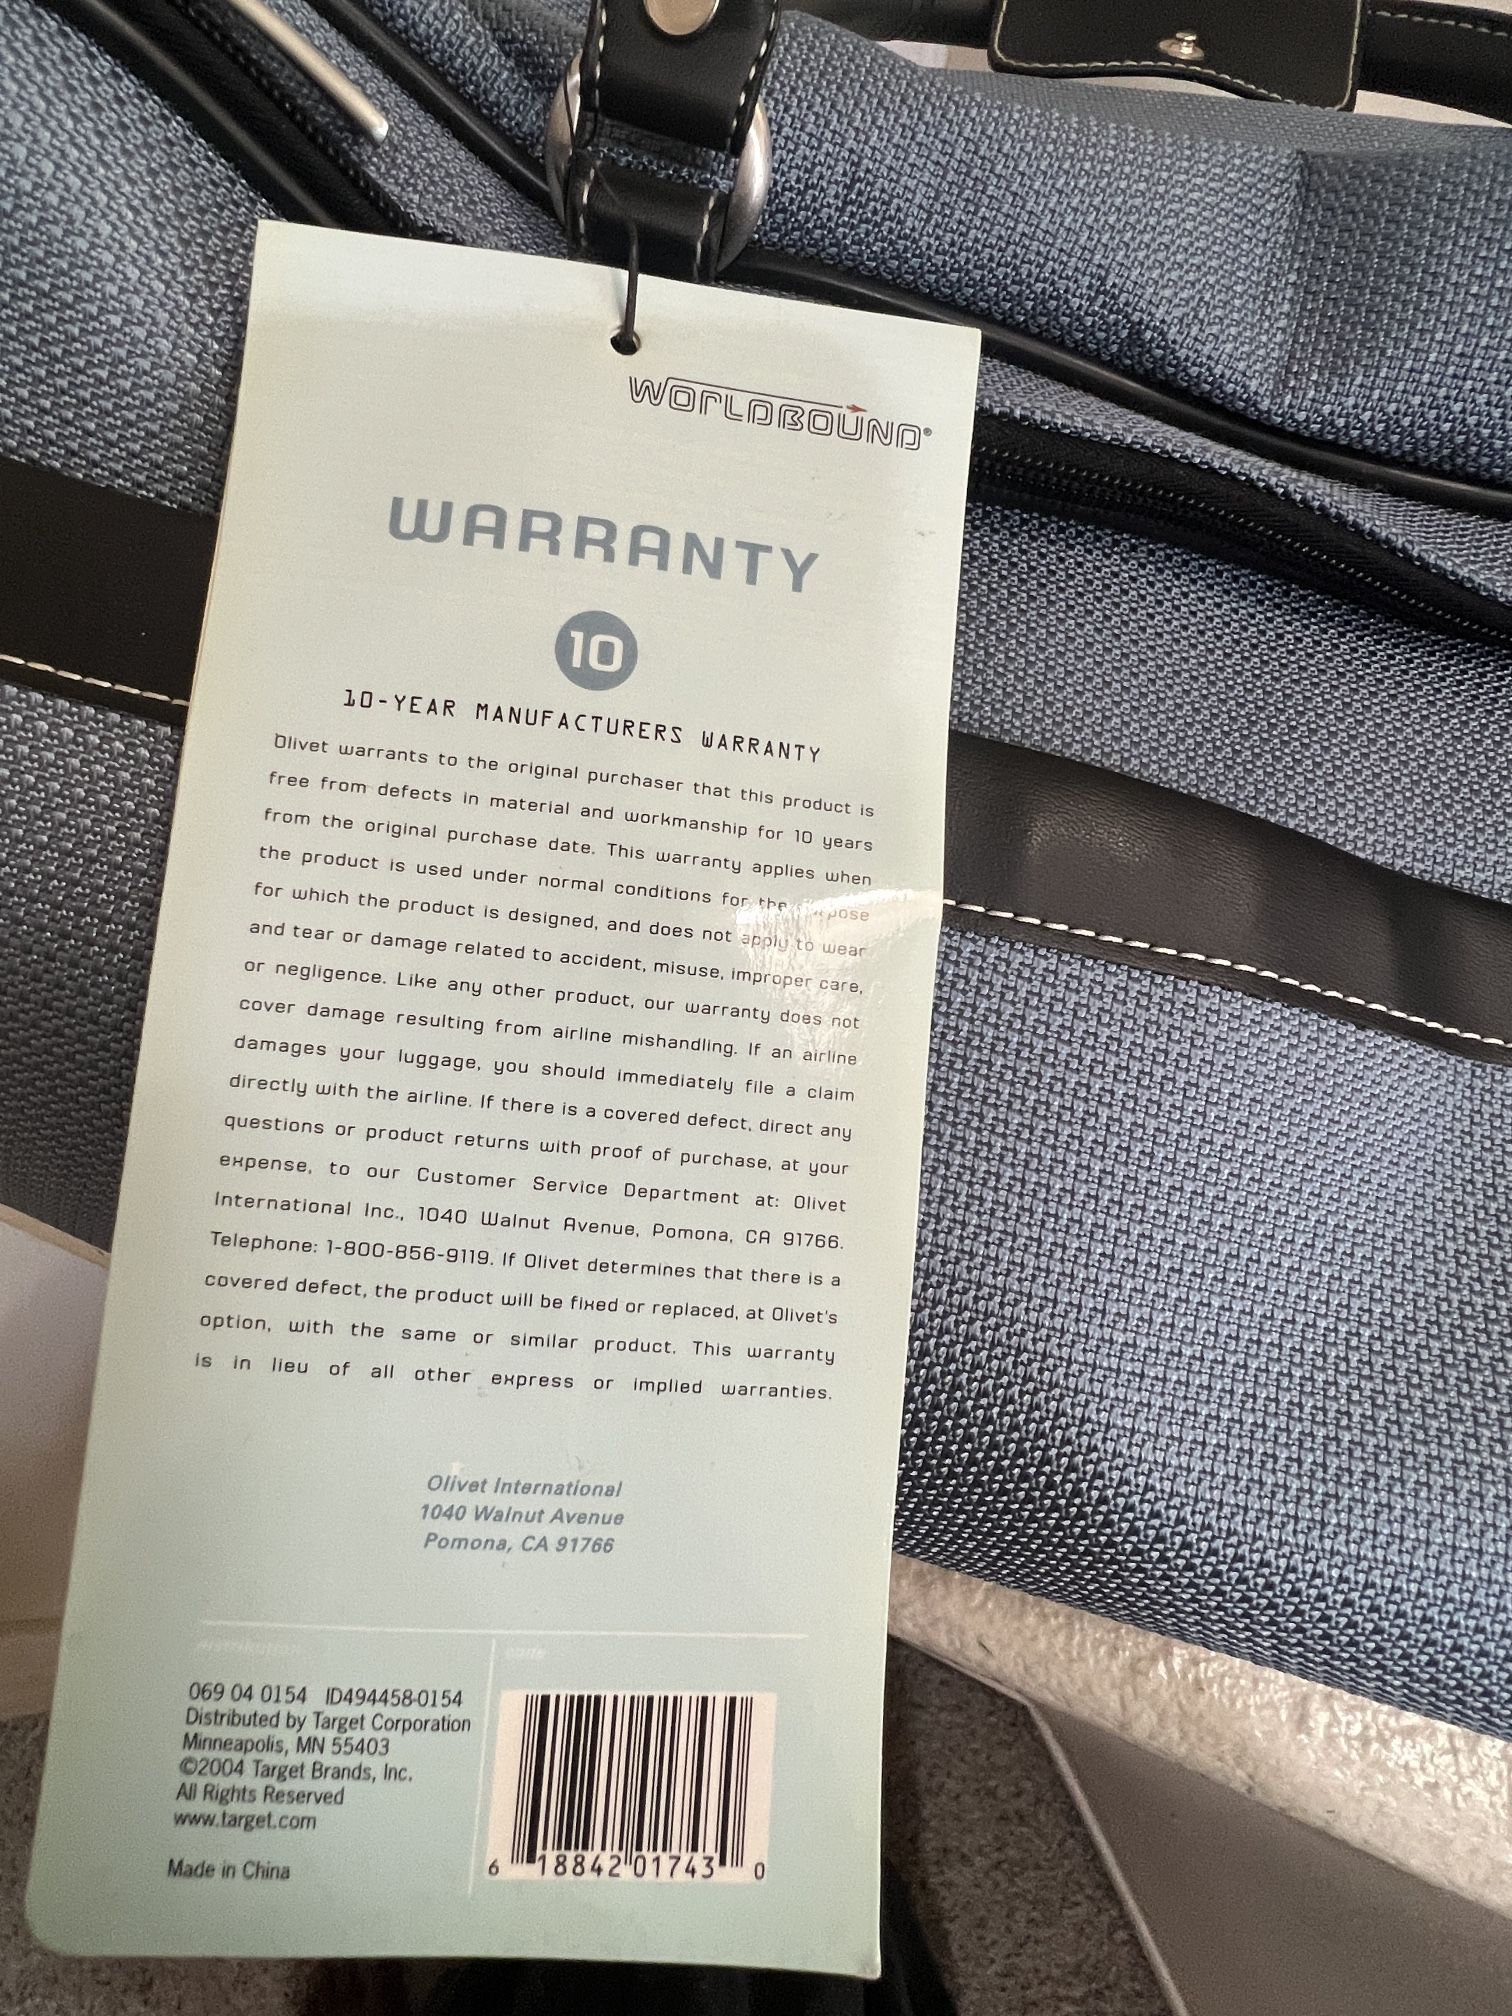 WORLDBOUND®
WARRANTY
10
10-YEAR MANUFACTURERS WARRANTY
Olivet warrants to the original purchaser that this product is
free from defects in material and workmanship for 10 years
from the original purchase date. This warranty applies when
the product is used under normal conditions for the purpose
for which the product is designed, and does not apply to wear
and tear or damage related to accident, misuse, improper care,
or negligence. Like any other product, our warranty does not
cover damage resulting from airline mishandling. If an airline
damages your luggage, you should immediately file a claim
directly with the airline. If there is a covered defect, direct any
questions or product returns with proof of purchase, at your
expense, to our Customer Service Department at: Olivet
International Inc., 1040 Walnut Avenue, Pomona, CA 91766.
Telephone: 1-800-856-9119. If Olivet determines that there is a
covered defect, the product will be fixed or replaced, at Olivet's
option, with the same or similar product. This warranty
is in lieu of all other express or implied warranties.
Olivet International
1040 Walnut Avenue
Pomona, CA 91766
069 04 0154 ID494458-0154
Distributed by Target Corporation
Minneapolis, MN 55403
©2004 Target Brands, Inc.
All Rights Reserved
www.target.com
Made in China
6 18842 01743 0